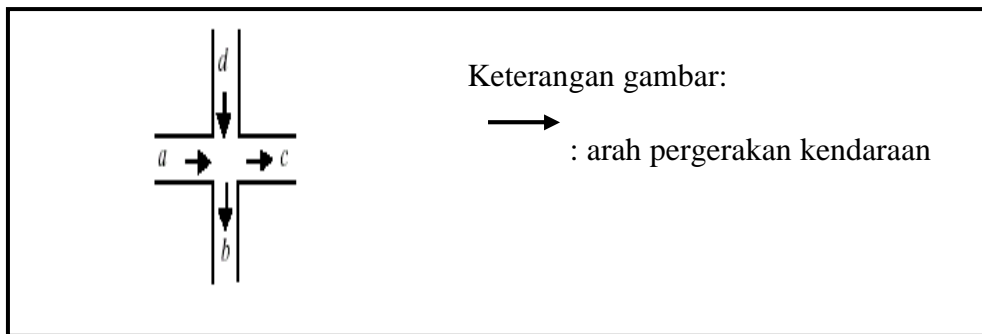 d
Keterangan gambar:
: arah pergerakan kendaraan
a
c
b